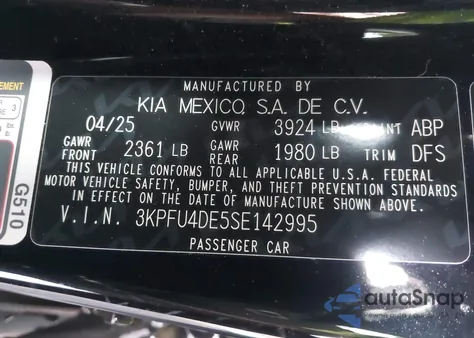 MANUFACTURED BY
KIA MEXICO, S.A. DE C.V.
04/25 GVWR 3924 LB PAINT ABP
GAWR FRONT 2361 LB GAWR REAR 1980 LB TRIM DFS
THIS VEHICLE CONFORMS TO ALL APPLICABLE U.S.A. FEDERAL
MOTOR VEHICLE SAFETY, BUMPER, AND THEFT PREVENTION STANDARDS
IN EFFECT ON THE DATE OF MANUFACTURE SHOWN ABOVE.
V.I.N. 3KPFU4DE5SE142995
PASSENGER CAR
G510
autoSnap